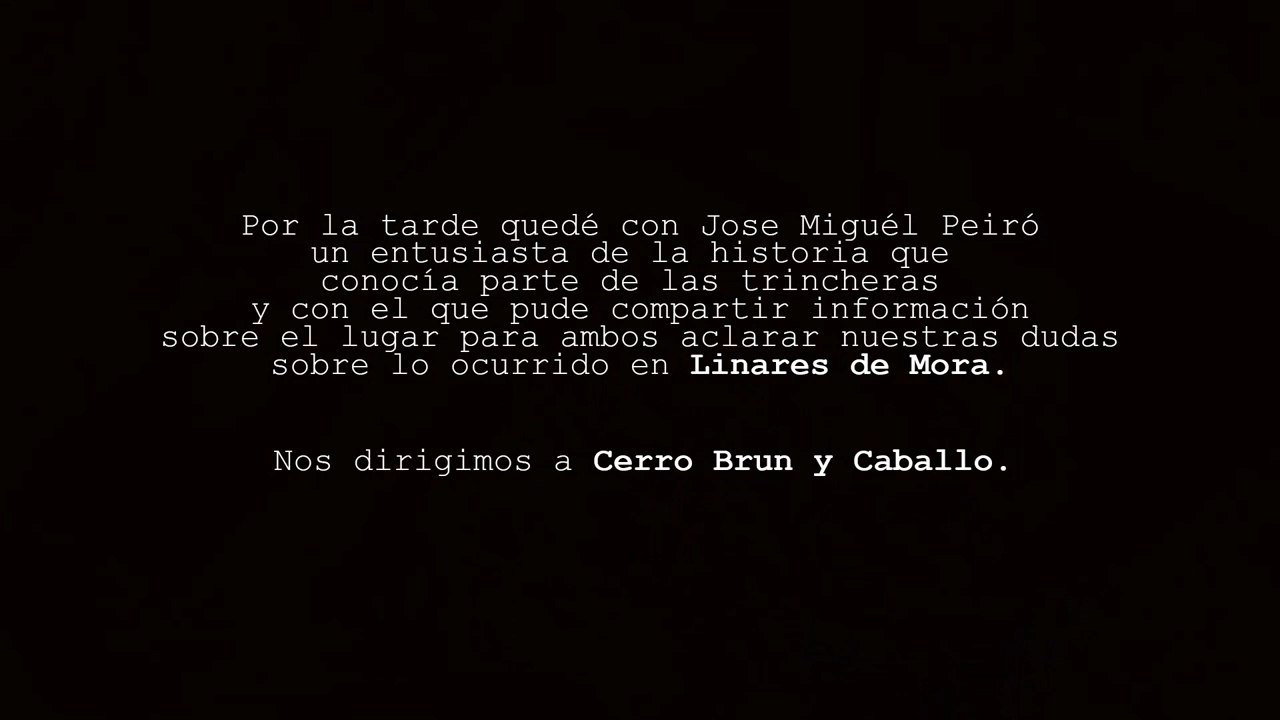 Por la tarde quedé con Jose Miguél Peiró
un entusiasta de la historia que
conocía parte de las trincheras
y con el que pude compartir información
sobre el lugar para ambos aclarar nuestras dudas
sobre lo ocurrido en Linares de Mora.
Nos dirigimos a Cerro Brun y Caballo.